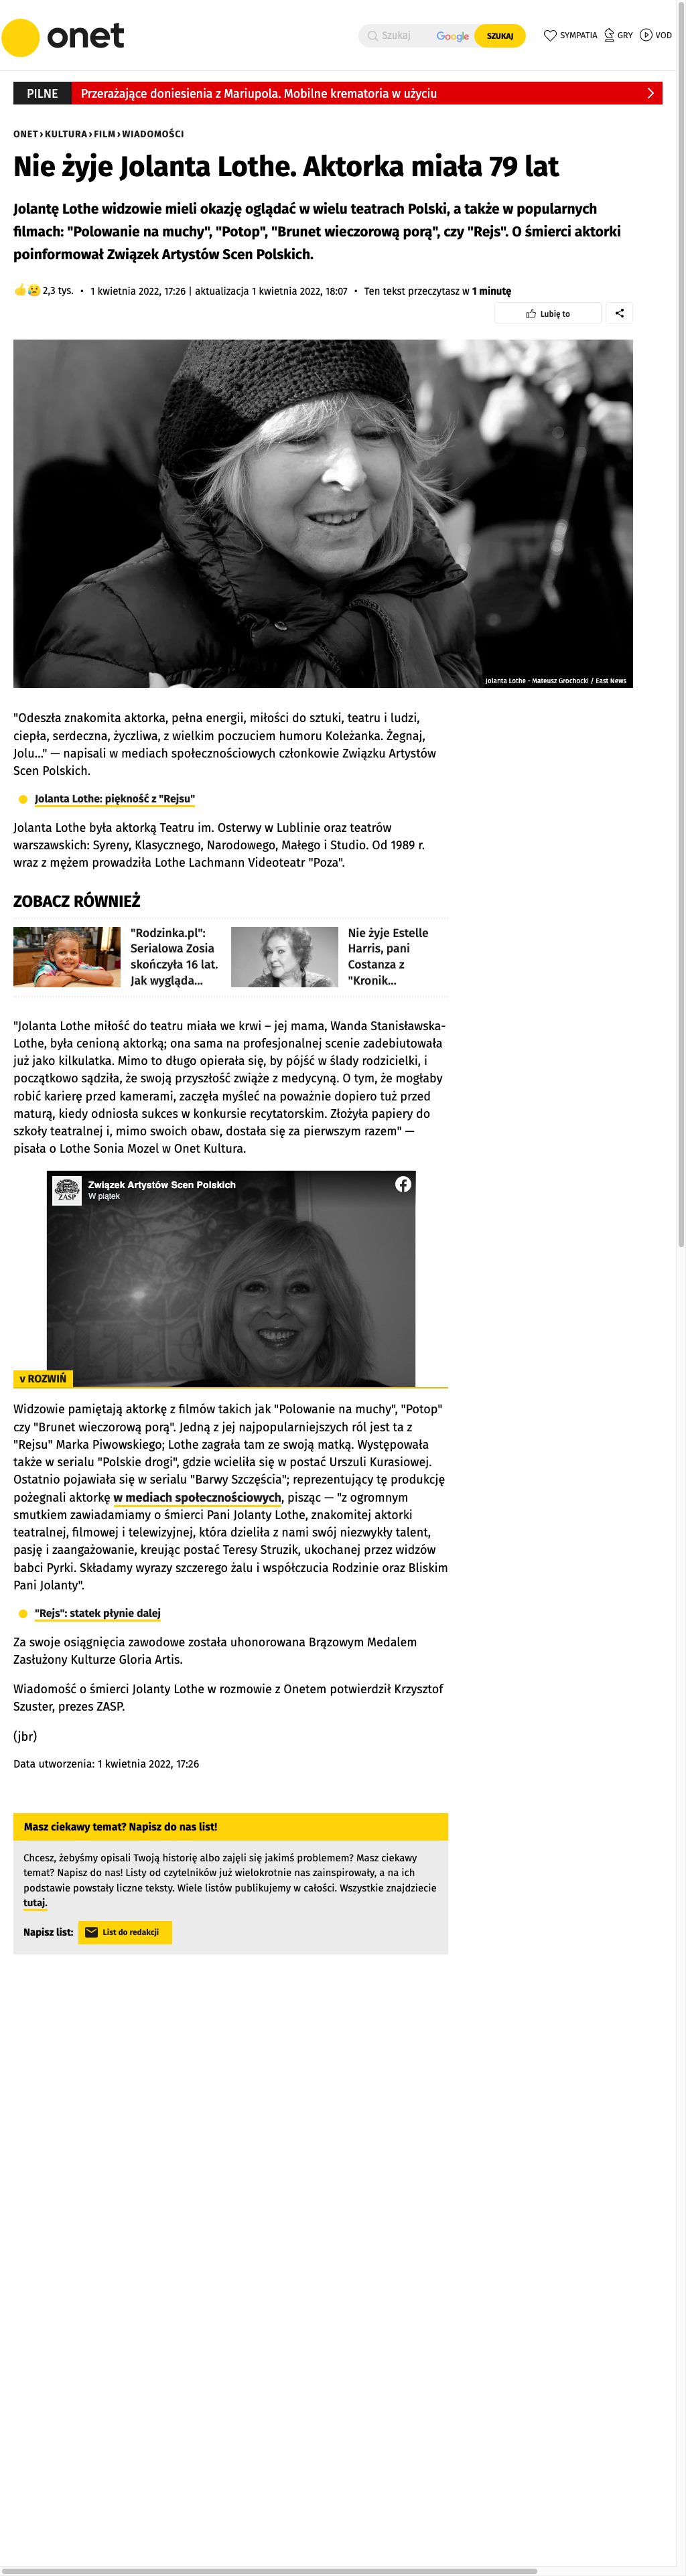 onet
Szukaj
Google
SZUKAJ
SYMPATIA
GRY
VOD
PILNE
Przerażające doniesienia z Mariupola. Mobilne krematoria w użyciu
ONET › KULTURA › FILM › WIADOMOŚCI
Nie żyje Jolanta Lothe. Aktorka miała 79 lat
Jolantę Lothe widzowie mieli okazję oglądać w wielu teatrach Polski, a także w popularnych
filmach: "Polowanie na muchy", "Potop", "Brunet wieczorową porą", czy "Rejs". O śmierci aktorki
poinformował Związek Artystów Scen Polskich.
2,3 tys. • 1 kwietnia 2022, 17:26 | aktualizacja 1 kwietnia 2022, 18:07 • Ten tekst przeczytasz w 1 minutę
Lubię to
Jolanta Lothe - Mateusz Grochocki / East News
"Odeszła znakomita aktorka, pełna energii, miłości do sztuki, teatru i ludzi,
ciepła, serdeczna, życzliwa, z wielkim poczuciem humoru Koleżanka. Żegnaj,
Jolu..." — napisali w mediach społecznościowych członkowie Związku Artystów
Scen Polskich.
Jolanta Lothe: piękność z "Rejsu"
Jolanta Lothe była aktorką Teatru im. Osterwy w Lublinie oraz teatrów
warszawskich: Syreny, Klasycznego, Narodowego, Małego i Studio. Od 1989 r.
wraz z mężem prowadziła Lothe Lachmann Videoteatr "Poza".
ZOBACZ RÓWNIEŻ
"Rodzinka.pl":
Serialowa Zosia
skończyła 16 lat.
Jak wygląda...
Nie żyje Estelle
Harris, pani
Costanza z
"Kronik...
"Jolanta Lothe miłość do teatru miała we krwi – jej mama, Wanda Stanisławska-
Lothe, była cenioną aktorką; ona sama na profesjonalnej scenie zadebiutowała
już jako kilkulatka. Mimo to długo opierała się, by pójść w ślady rodzicielki, i
początkowo sądziła, że swoją przyszłość zwiąże z medycyną. O tym, że mogłaby
robić karierę przed kamerami, zaczęła myśleć na poważnie dopiero tuż przed
maturą, kiedy odniosła sukces w konkursie recytatorskim. Złożyła papiery do
szkoły teatralnej i, mimo swoich obaw, dostała się za pierwszym razem" —
pisała o Lothe Sonia Mozel w Onet Kultura.
ZASP
Związek Artystów Scen Polskich
W piątek
v ROZWIŃ
Widzowie pamiętają aktorkę z filmów takich jak "Polowanie na muchy", "Potop"
czy "Brunet wieczorową porą". Jedną z jej najpopularniejszych ról jest ta z
"Rejsu" Marka Piwowskiego; Lothe zagrała tam ze swoją matką. Występowała
także w serialu "Polskie drogi", gdzie wcieliła się w postać Urszuli Kurasiowej.
Ostatnio pojawiała się w serialu "Barwy Szczęścia"; reprezentujący tę produkcję
pożegnali aktorkę w mediach społecznościowych, pisząc — "z ogromnym
smutkiem zawiadamiamy o śmierci Pani Jolanty Lothe, znakomitej aktorki
teatralnej, filmowej i telewizyjnej, która dzieliła z nami swój niezwykły talent,
pasję i zaangażowanie, kreując postać Teresy Struzik, ukochanej przez widzów
babci Pyrki. Składamy wyrazy szczerego żalu i współczucia Rodzinie oraz Bliskim
Pani Jolanty".
"Rejs": statek płynie dalej
Za swoje osiągnięcia zawodowe została uhonorowana Brązowym Medalem
Zasłużony Kulturze Gloria Artis.
Wiadomość o śmierci Jolanty Lothe w rozmowie z Onetem potwierdził Krzysztof
Szuster, prezes ZASP.
(jbr)
Data utworzenia: 1 kwietnia 2022, 17:26
Masz ciekawy temat? Napisz do nas list!
Chcesz, żebyśmy opisali Twoją historię albo zajęli się jakimś problemem? Masz ciekawy
temat? Napisz do nas! Listy od czytelników już wielokrotnie nas zainspirowały, a na ich
podstawie powstały liczne teksty. Wiele listów publikujemy w całości. Wszystkie znajdziecie
tutaj.
Napisz list:
List do redakcji